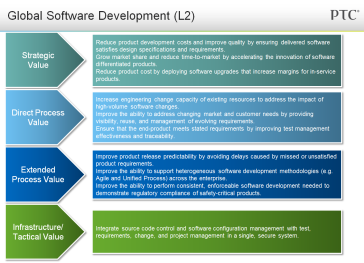 Global Software Development (L2)
PTC
Strategic
Value
Reduce product development costs and improve quality by ensuring delivered software
satisfies design specifications and requirements.
Grow market share and reduce time-to-market by accelerating the innovation of software
differentiated products.
Reduce product cost by deploying software upgrades that increase margins for in-service
products.
Direct Process
Value
Increase engineering change capacity of existing resources to address the impact of
high-volume software changes.
Improve the ability to address changing market and customer needs by providing
visibility, reuse, and management of evolving requirements.
Ensure that the end-product meets stated requirements by improving test management
effectiveness and traceability.
Extended
Process Value
Improve product release predictability by avoiding delays caused by missed or unsatisfied
product requirements.
Improve the ability to support heterogeneous software development methodologies (e.g.
Agile and Unified Process) across the enterprise.
Improve the ability to perform consistent, enforceable software development needed to
demonstrate regulatory compliance of safety-critical products.
Infrastructure/
Tactical Value
Integrate source code control and software configuration management with test,
requirements, change, and project management in a single, secure system.